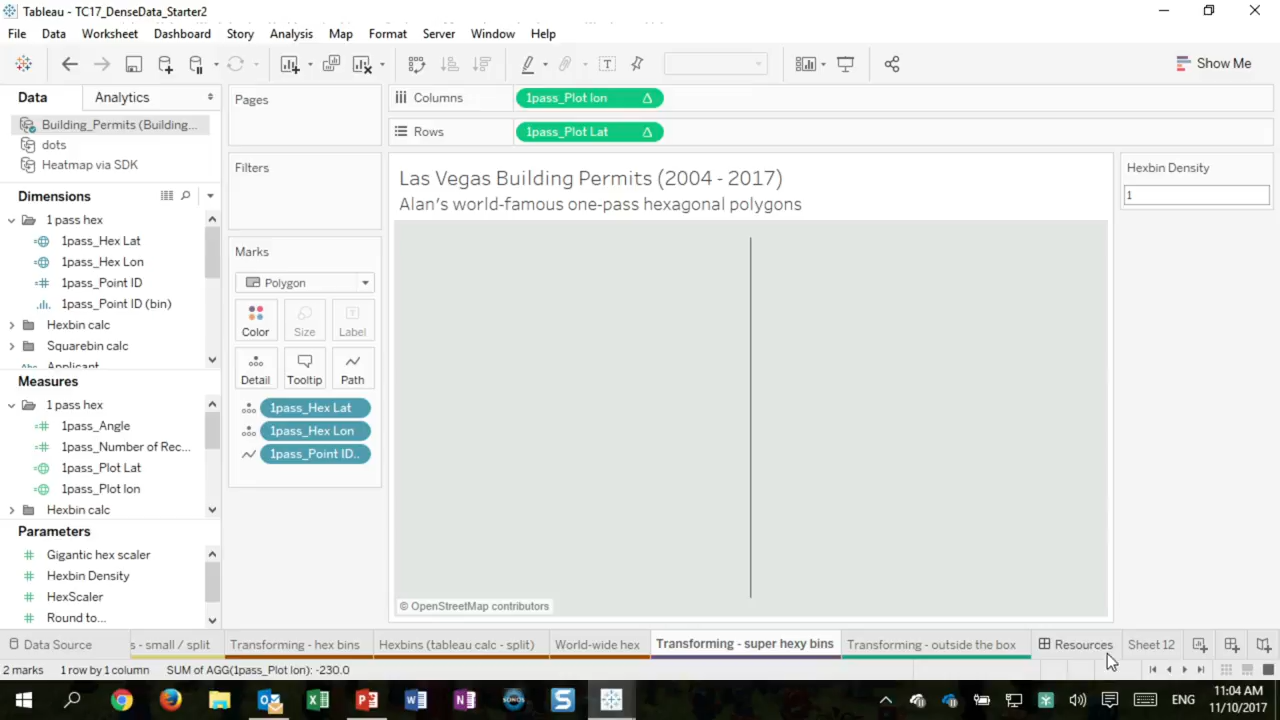 Tableau - TC17_DenseData_Starter2
File Data Worksheet Dashboard Story Analysis Map Format Server Window Help
Show Me
Data Analytics
Building_Permits (Building...
dots
Heatmap via SDK
Dimensions
1 pass hex
1pass_Hex Lat
1pass_Hex Lon
1pass_Point ID
1pass_Point ID (bin)
Hexbin calc
Squarebin calc
Abc Applicant
Measures
1 pass hex
1pass_Angle
1pass_Number of Rec...
1pass_Plot Lat
1pass_Plot lon
Hexbin calc
Parameters
Gigantic hex scaler
Hexbin Density
HexScaler
Round to...
Pages
Filters
Marks
Polygon
Color Size Label
Detail Tooltip Path
1pass_Hex Lat
1pass_Hex Lon
1pass_Point ID..
Columns 1pass_Plot lon
Rows 1pass_Plot Lat
Las Vegas Building Permits (2004 - 2017)
Alan's world-famous one-pass hexagonal polygons
© OpenStreetMap contributors
Hexbin Density
1
Data Source s - small / split Transforming - hex bins Hexbins (tableau calc - split) World-wide hex Transforming - super hexy bins Transforming - outside the box Resources Sheet 12
2 marks 1 row by 1 column SUM of AGG(1pass_Plot lon): -230.0
SONOS ENG 11:04 AM
11/10/2017